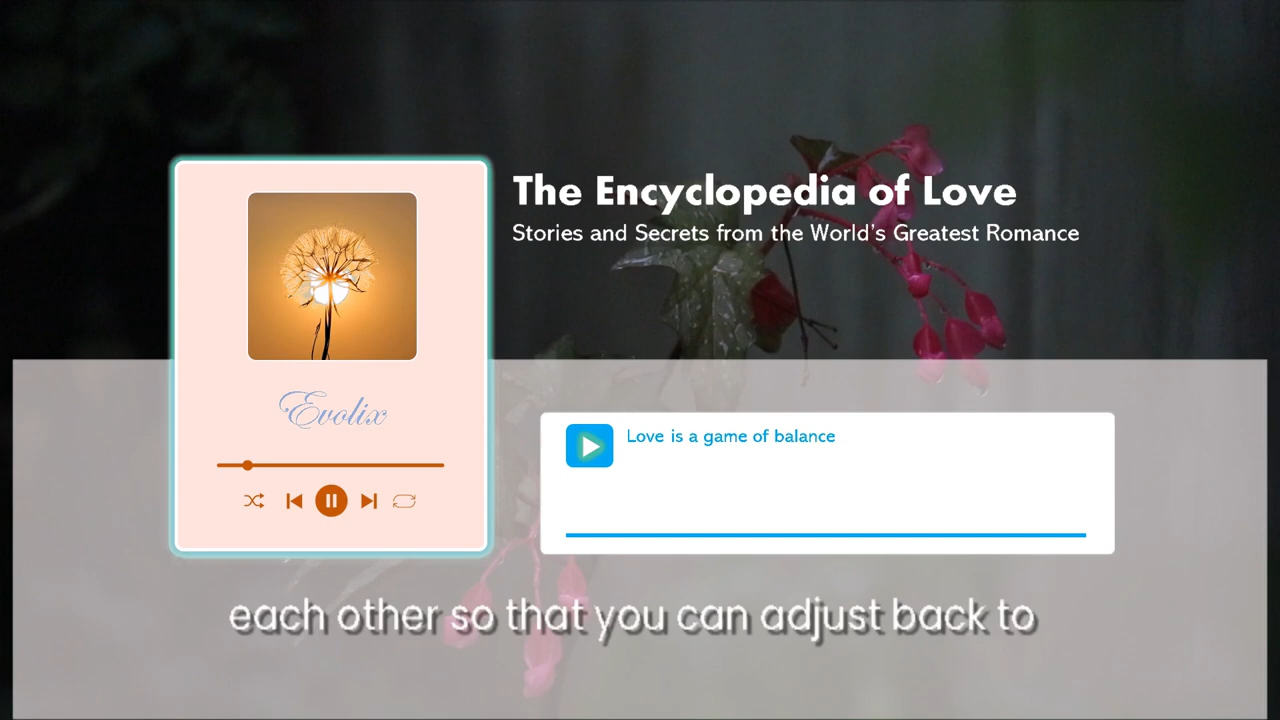 The Encyclopedia of Love
Stories and Secrets from the World's Greatest Romance
Evolix
Love is a game of balance
each other so that you can adjust back to